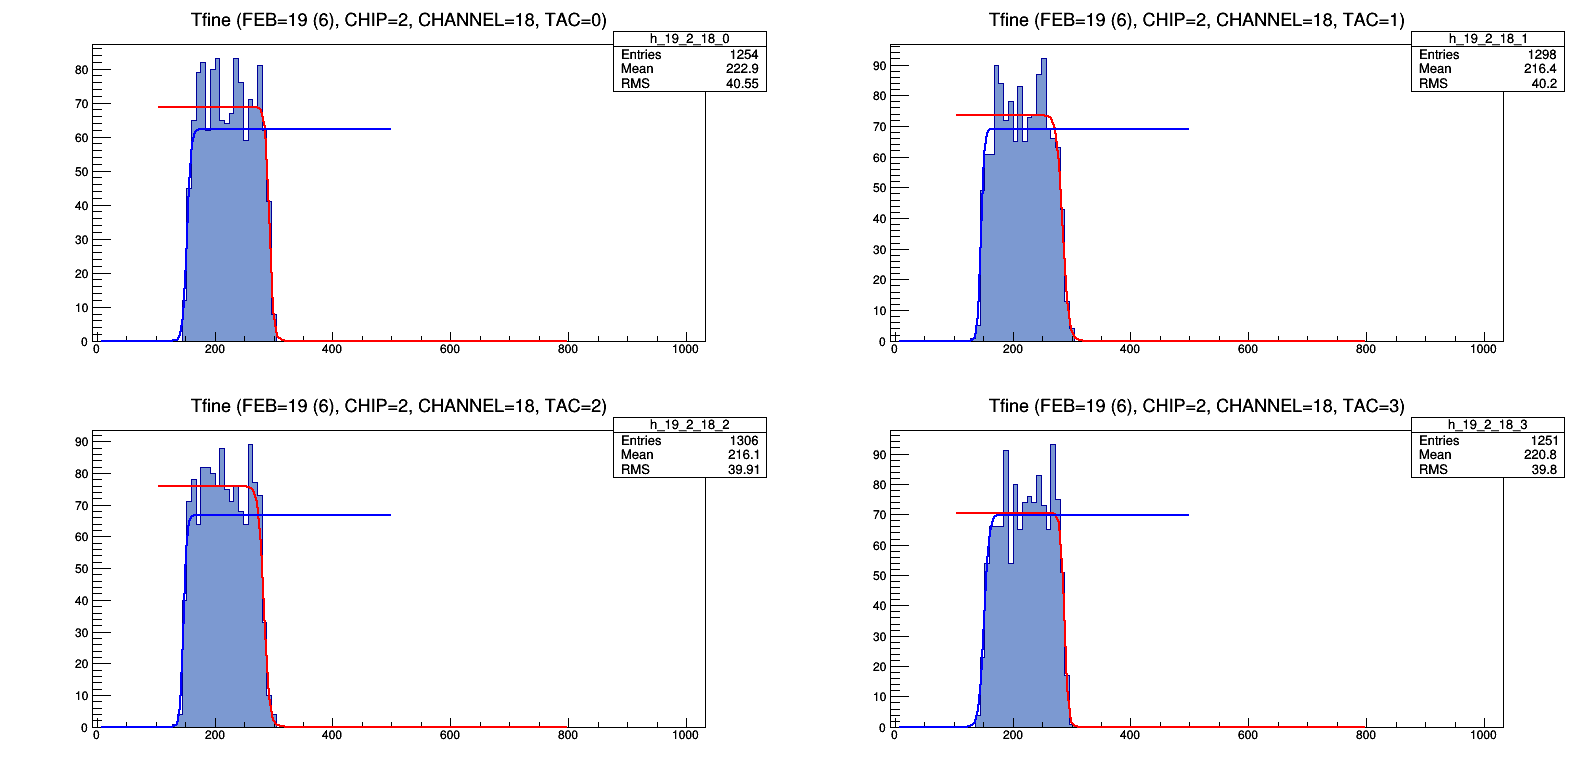 Tfine (FEB=19 (6), CHIP=2, CHANNEL=18, TAC=0)
h_19_2_18_0
Entries 1254
Mean 222.9
RMS 40.55
80
70
60
50
40
30
20
10
0
0 200 400 600 800 1000
Tfine (FEB=19 (6), CHIP=2, CHANNEL=18, TAC=1)
h_19_2_18_1
Entries 1298
Mean 216.4
RMS 40.2
90
80
70
60
50
40
30
20
10
0
0 200 400 600 800 1000
Tfine (FEB=19 (6), CHIP=2, CHANNEL=18, TAC=2)
h_19_2_18_2
Entries 1306
Mean 216.1
RMS 39.91
90
80
70
60
50
40
30
20
10
0
0 200 400 600 800 1000
Tfine (FEB=19 (6), CHIP=2, CHANNEL=18, TAC=3)
h_19_2_18_3
Entries 1251
Mean 220.8
RMS 39.8
90
80
70
60
50
40
30
20
10
0
0 200 400 600 800 1000